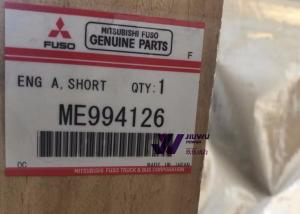 FUSO
MITSUBISHI FUSO
GENUINE PARTS
F
ENG A, SHORT QTY: 1
ME994126
JIUWU
POWER
DC MADE IN JAPAN
MITSUBISHI FUSO TRUCK & BUS CORPORATION